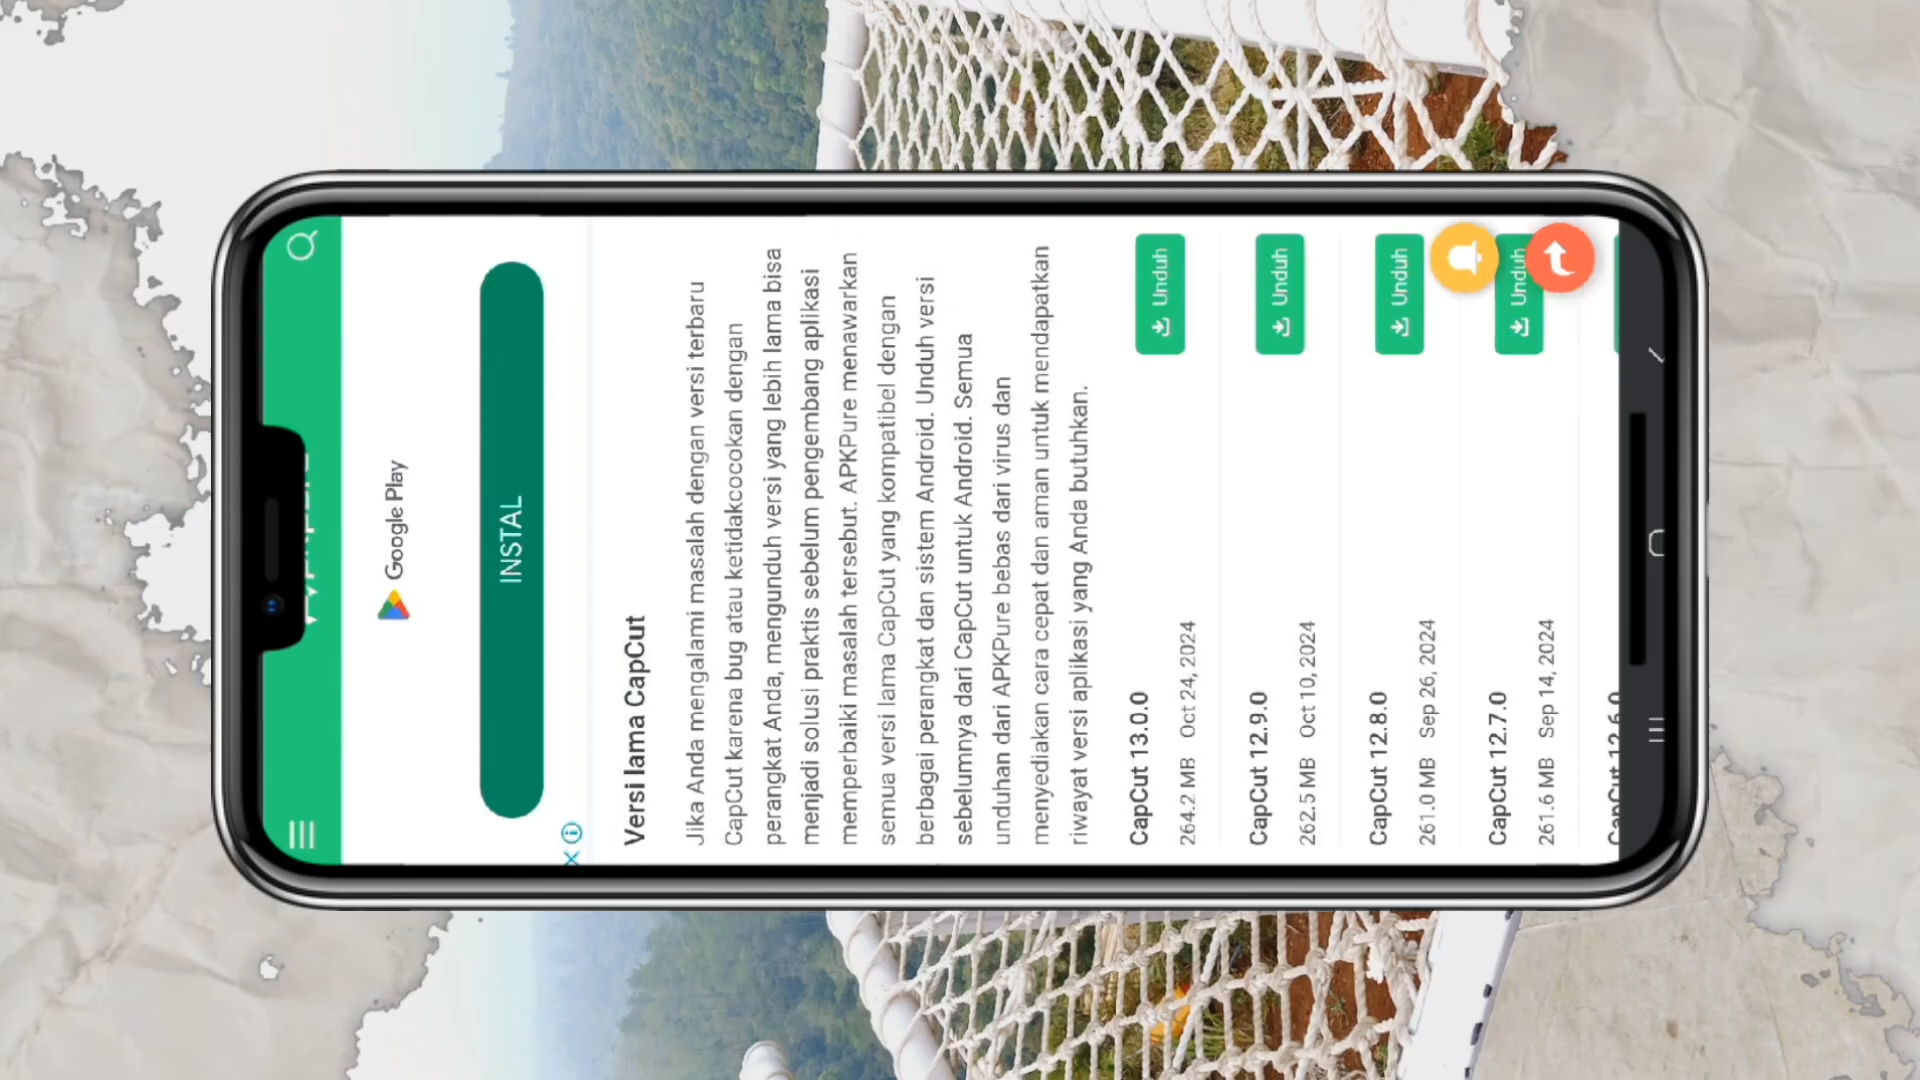 Google Play
INSTAL
Versi lama CapCut
Jika Anda mengalami masalah dengan versi terbaru
CapCut karena bug atau ketidakcocokan dengan
perangkat Anda, mengunduh versi yang lebih lama bisa
menjadi solusi praktis sebelum pengembang aplikasi
memperbaiki masalah tersebut. APKPure menawarkan
semua versi lama CapCut yang kompatibel dengan
berbagai perangkat dan sistem Android. Unduh versi
sebelumnya dari CapCut untuk Android. Semua
unduhan dari APKPure bebas dari virus dan
menyediakan cara cepat dan aman untuk mendapatkan
riwayat versi aplikasi yang Anda butuhkan.
CapCut 13.0.0
264.2 MB Oct 24, 2024
Unduh
CapCut 12.9.0
262.5 MB Oct 10, 2024
Unduh
CapCut 12.8.0
261.0 MB Sep 26, 2024
Unduh
CapCut 12.7.0
261.6 MB Sep 14, 2024
Unduh
CapCut 12.6.0